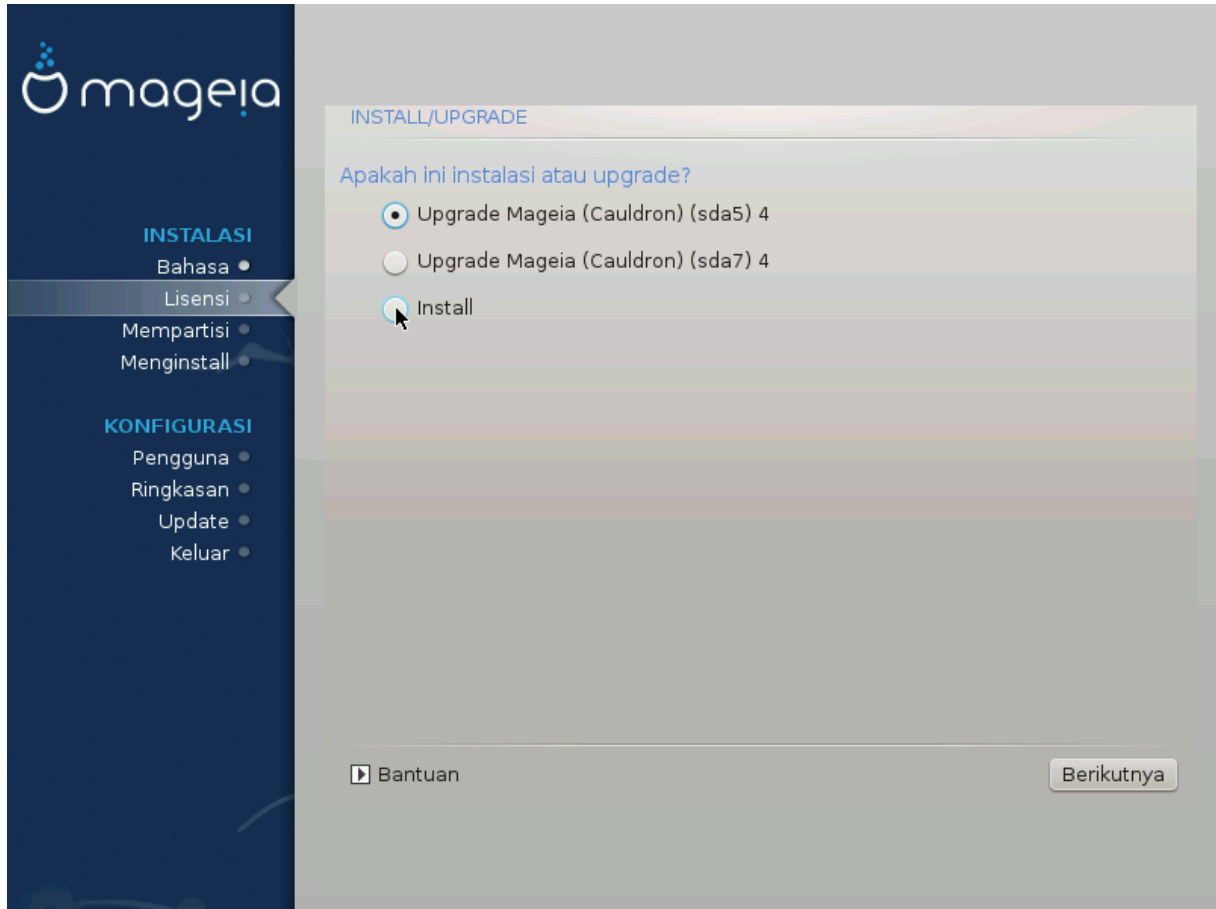 mageia
INSTALASI
Bahasa
Lisensi
Mempartisi
Menginstall
KONFIGURASI
Pengguna
Ringkasan
Update
Keluar
INSTALL/UPGRADE
Apakah ini instalasi atau upgrade?
Upgrade Mageia (Cauldron) (sda5) 4
Upgrade Mageia (Cauldron) (sda7) 4
Install
Bantuan
Berikutnya